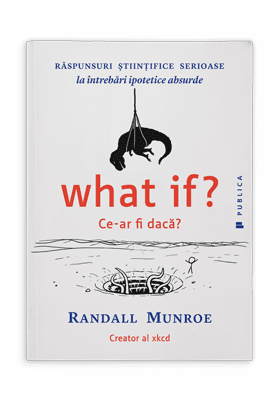 RĂSPUNSURI ȘTIINȚIFICE SERIOASE
la întrebări ipotetice absurde
what if?
Ce-ar fi dacă?
PUBLICA
RANDALL MUNROE
Creator al xkcd